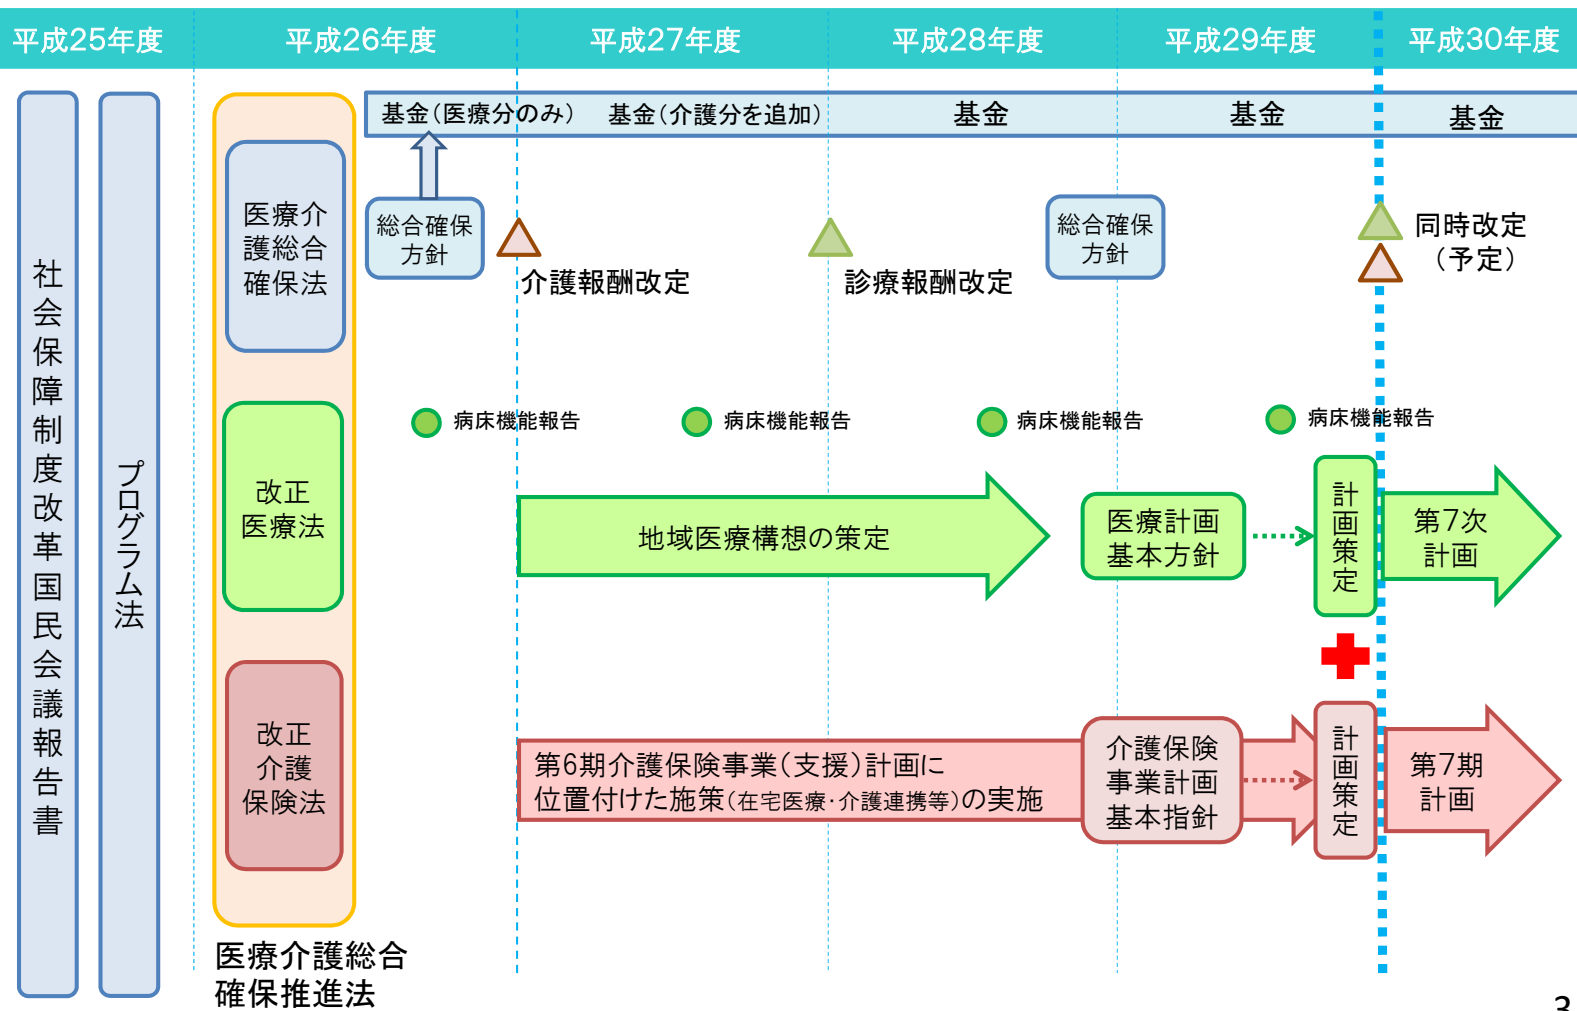 平成25年度
平成26年度
平成27年度
平成28年度
平成29年度
平成30年度
社会保障制度改革国民会議報告書
プログラム法
基金(医療分のみ)
基金(介護分を追加)
基金
基金
基金
医療介
護総合
確保法
総合確保
方針
介護報酬改定
診療報酬改定
総合確保
方針
同時改定
(予定)
病床機能報告
病床機能報告
病床機能報告
病床機能報告
改正
医療法
地域医療構想の策定
医療計画
基本方針
計画策定
第7次
計画
改正
介護
保険法
第6期介護保険事業(支援)計画に
位置付けた施策(在宅医療・介護連携等)の実施
介護保険
事業計画
基本指針
計画策定
第7期
計画
医療介護総合
確保推進法
3